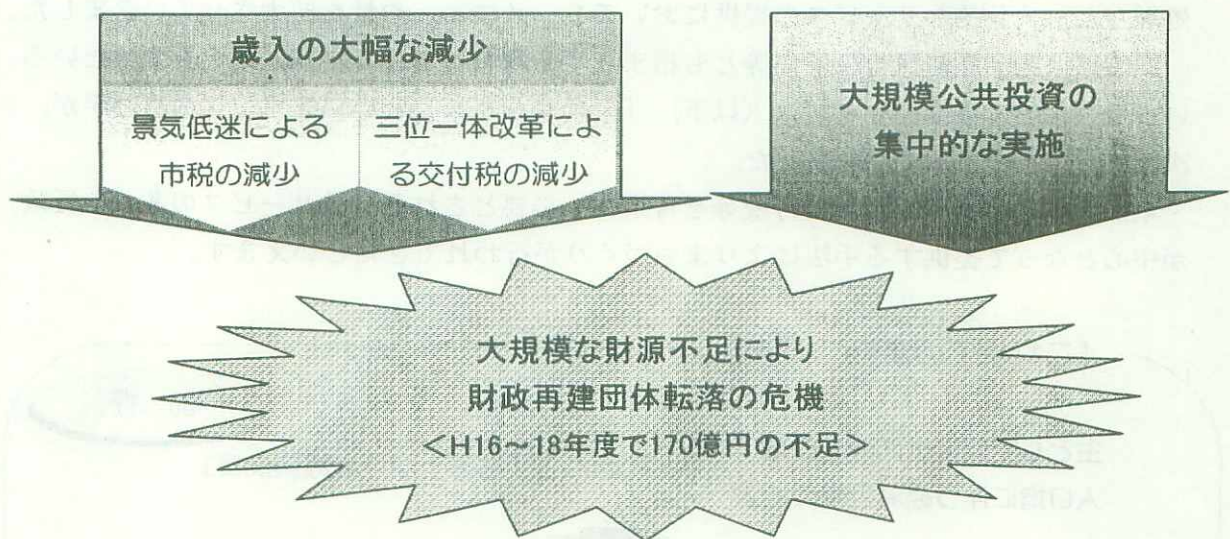 歳入の大幅な減少
景気低迷による
市税の減少
三位一体改革によ
る交付税の減少
大規模公共投資の
集中的な実施
大規模な財源不足により
財政再建団体転落の危機
<H16～18年度で170億円の不足>